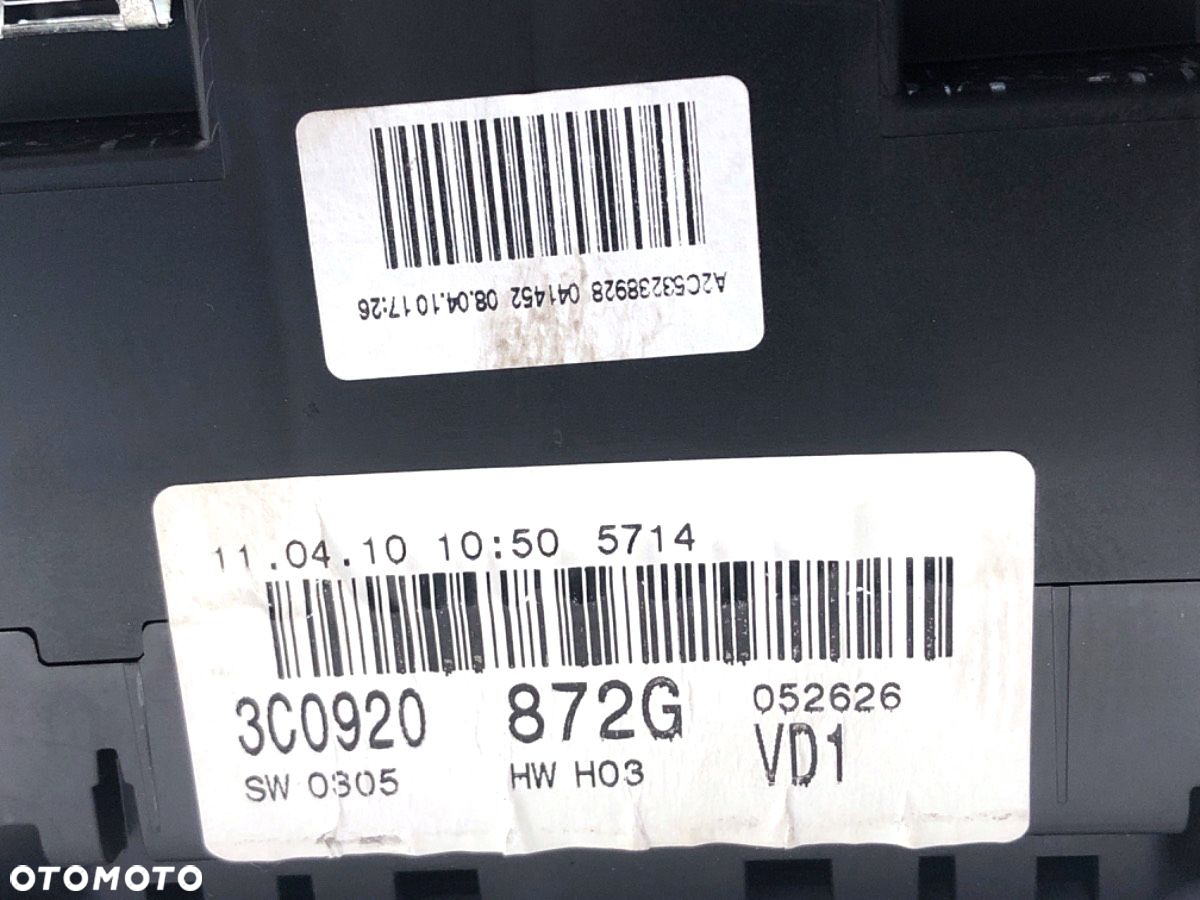 A2C53238928 041452 08.04.10 17:26
11.04.10 10:50 5714
3C0920 872G 052626
SW 0305 HW H03 VD1
OTOMOTO